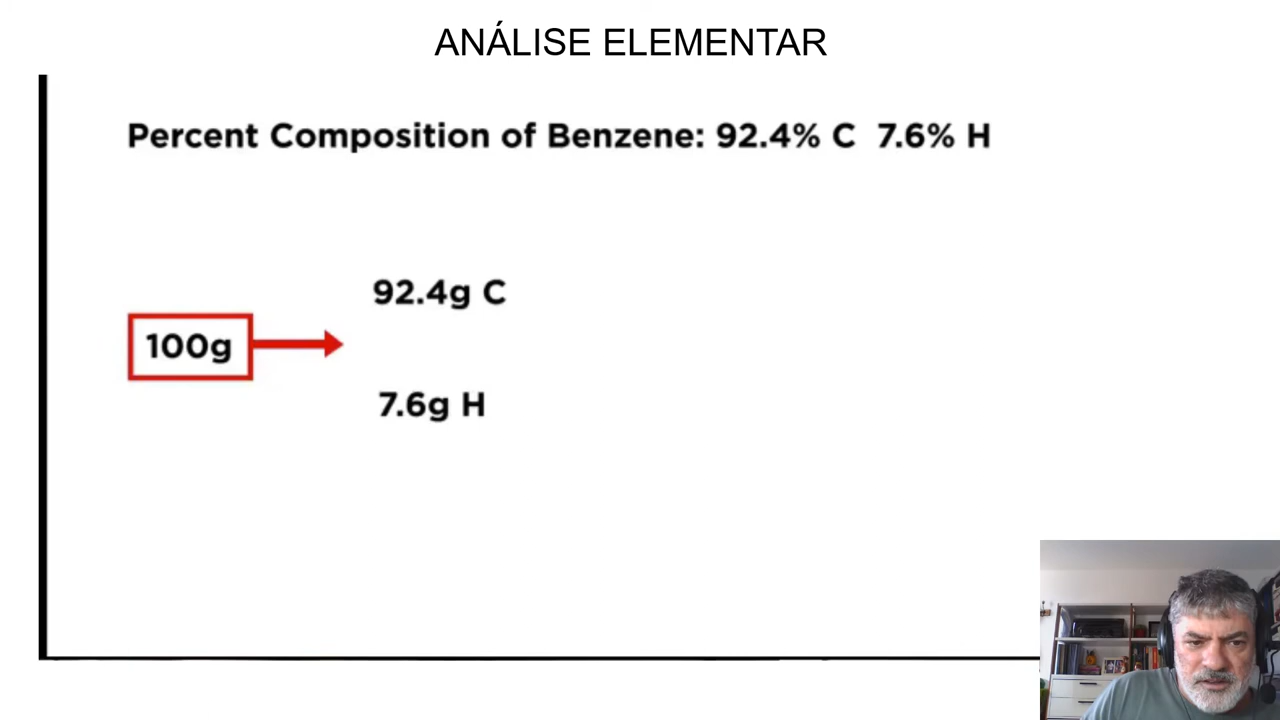 ANÁLISE ELEMENTAR
Percent Composition of Benzene: 92.4% C 7.6% H
92.4g C
100g
7.6g H